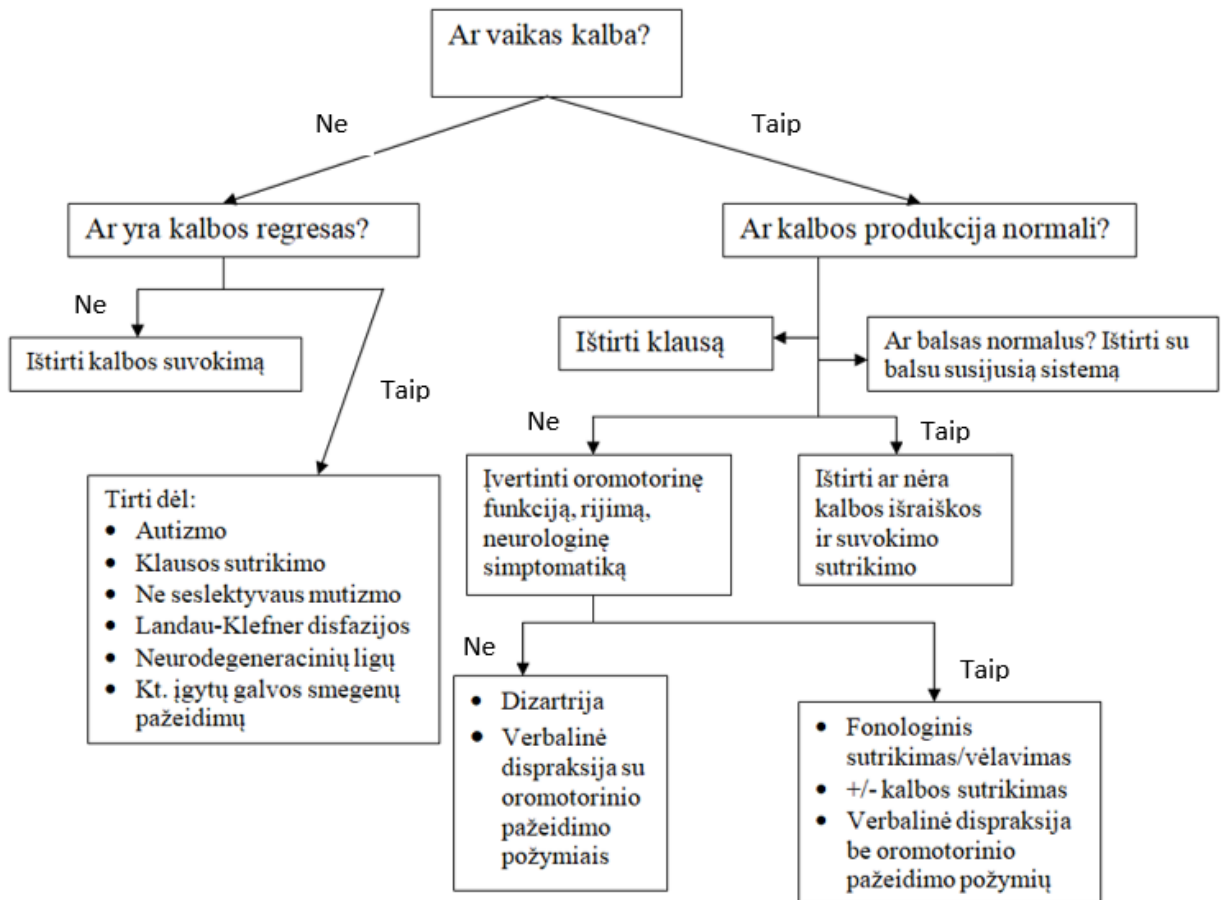 Ar vaikas kalba?
Ne
Taip
Ar yra kalbos regresas?
Ar kalbos produkcija normali?
Ne
Ištirti kalbos suvokimą
Taip
Ištirti klausą
Ar balsas normalus? Ištirti su
balsu susijusią sistemą
Tirti dėl:
• Autizmo
• Klausos sutrikimo
• Ne seslektyvaus mutizmo
• Landau-Klefner disfazijos
• Neurodegeneracinių ligų
• Kt. įgytų galvos smegenų
pažeidimų
Ne
Taip
Įvertinti oromotorinę
funkciją, rijimą,
neurologinę
simptomatiką
Ištirti ar nėra
kalbos išraiškos
ir suvokimo
sutrikimo
Ne
Taip
• Dizartrija
• Verbalinė
dispraksija su
oromotorinio
pažeidimo
požymiais
• Fonologinis
sutrikimas/vėlavimas
• +/- kalbos sutrikimas
• Verbalinė dispraksija
be oromotorinio
pažeidimo požymių